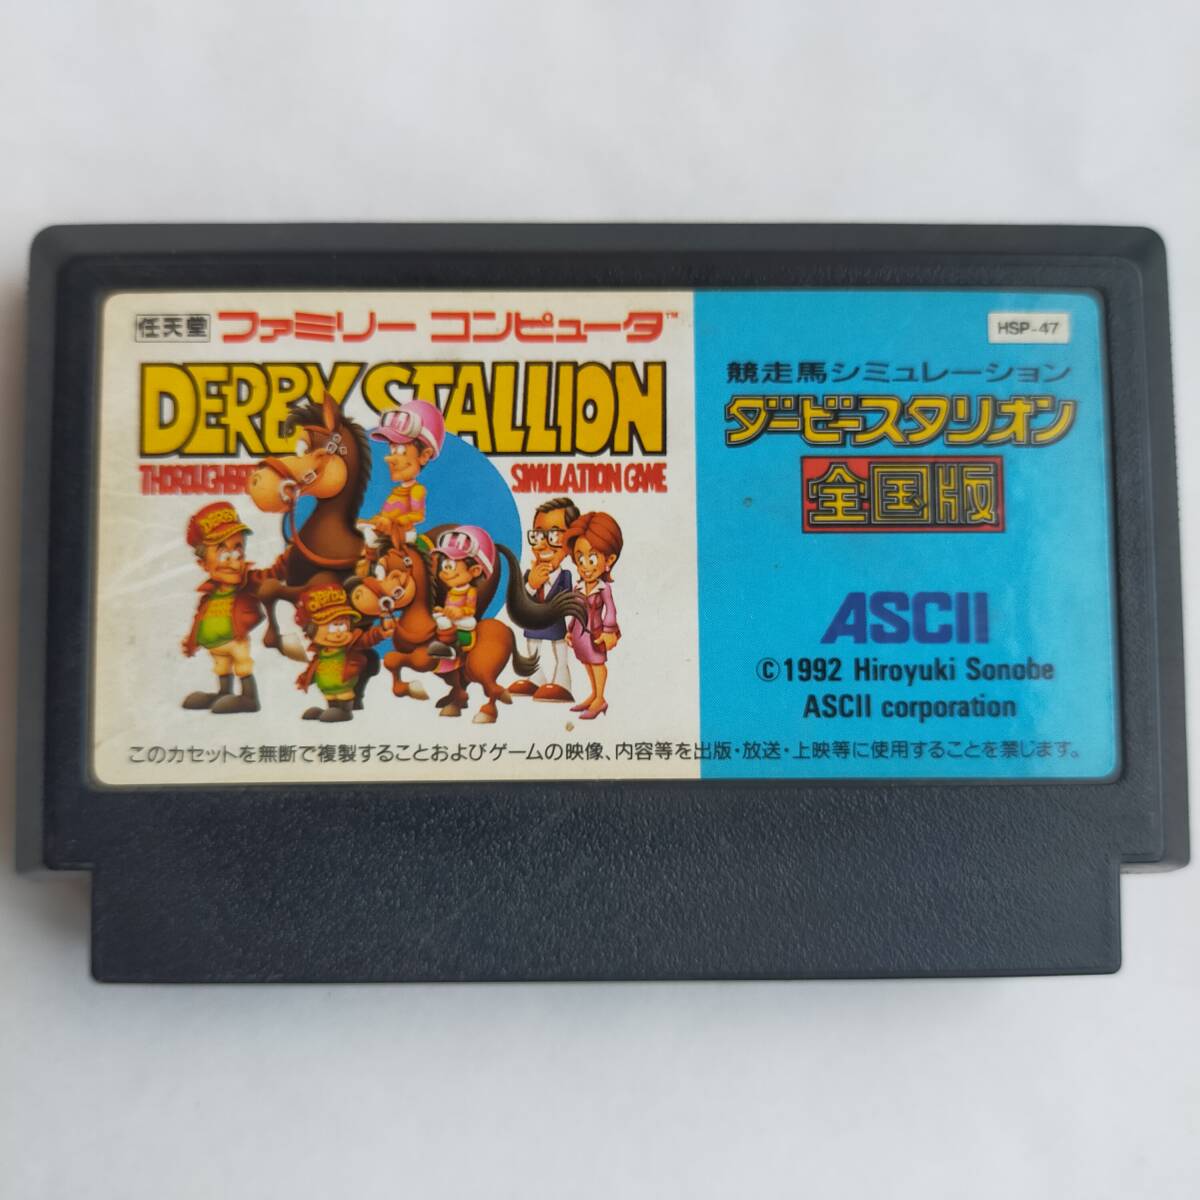 任天堂 ファミリー コンピュータ™
DERBY STALLION
SIMULATION GAME
DERBY
derby
HSP-47
競走馬シミュレーション
ダービースタリオン
全国版
ASCII
©1992 Hiroyuki Sonobe
ASCII corporation
このカセットを無断で複製することおよびゲームの映像、内容等を出版・放送・上映等に使用することを禁じます。